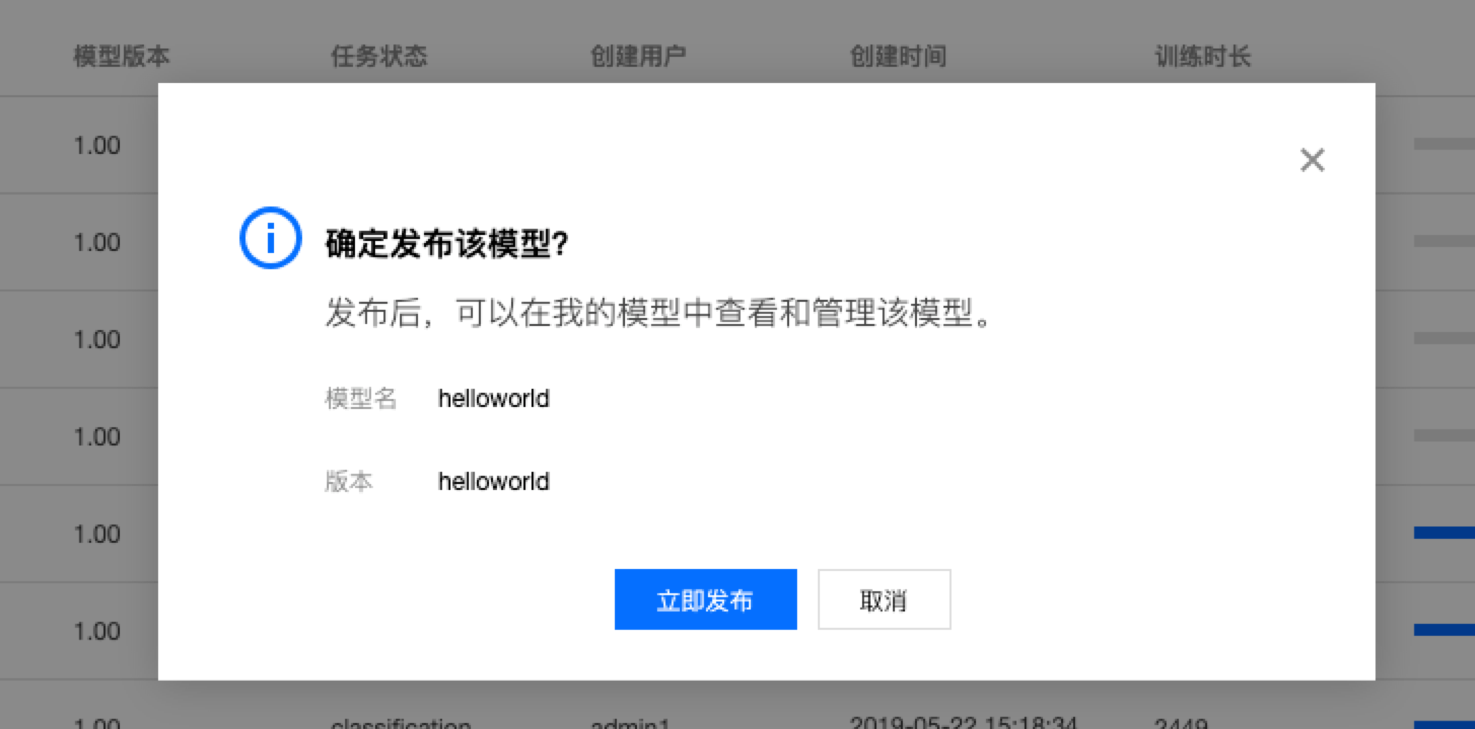 模型版本 任务状态 创建用户 创建时间 训练时长
1.00
1.00
1.00
1.00
1.00
1.00
确定发布该模型?
发布后，可以在我的模型中查看和管理该模型。
模型名 helloworld
版本 helloworld
立即发布 取消
1.00 classification admin1 2019-05-22 15:18:34 2449